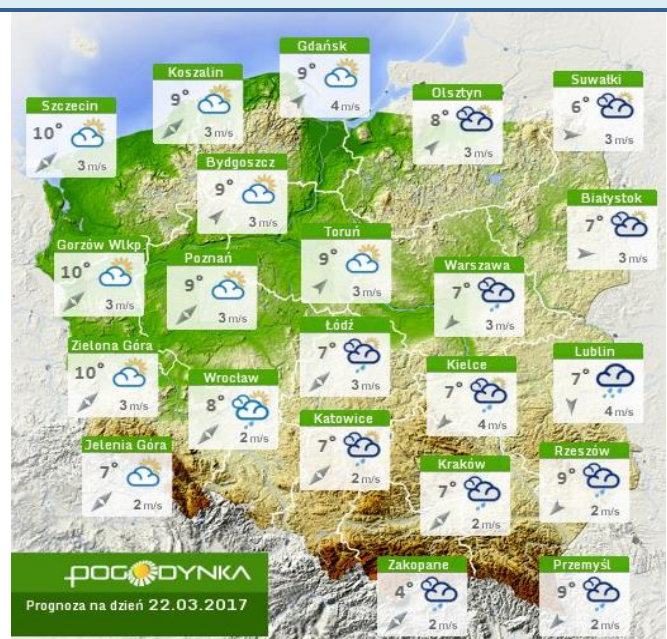 Gdańsk
9°
4 m/s
Koszalin
9°
3 m/s
Suwałki
6°
3 m/s
Olsztyn
8°
3 m/s
Szczecin
10°
3 m/s
Bydgoszcz
9°
3 m/s
Białystok
7°
3 m/s
Toruń
9°
3 m/s
Gorzów Wlkp.
10°
3 m/s
Poznań
9°
3 m/s
Warszawa
7°
3 m/s
Łódź
7°
3 m/s
Zielona Góra
10°
3 m/s
Lublin
7°
4 m/s
Kielce
7°
4 m/s
Wrocław
8°
2 m/s
Katowice
7°
2 m/s
Jelenia Góra
7°
2 m/s
Rzeszów
9°
2 m/s
Kraków
7°
2 m/s
Zakopane
4°
2 m/s
Przemyśl
9°
2 m/s
POGODYNKA
Prognoza na dzień 22.03.2017